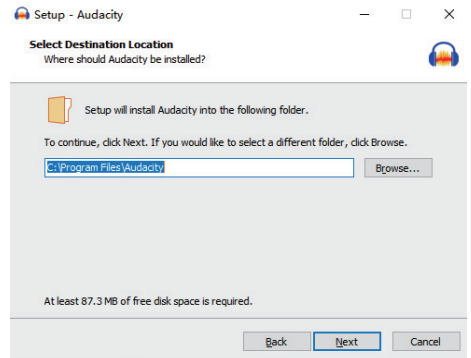 Setup - Audacity
Select Destination Location
Where should Audacity be installed?
Setup will install Audacity into the following folder.
To continue, click Next. If you would like to select a different folder, click Browse.
C:\Program Files\Audacity
Browse...
At least 87.3 MB of free disk space is required.
Back
Next
Cancel